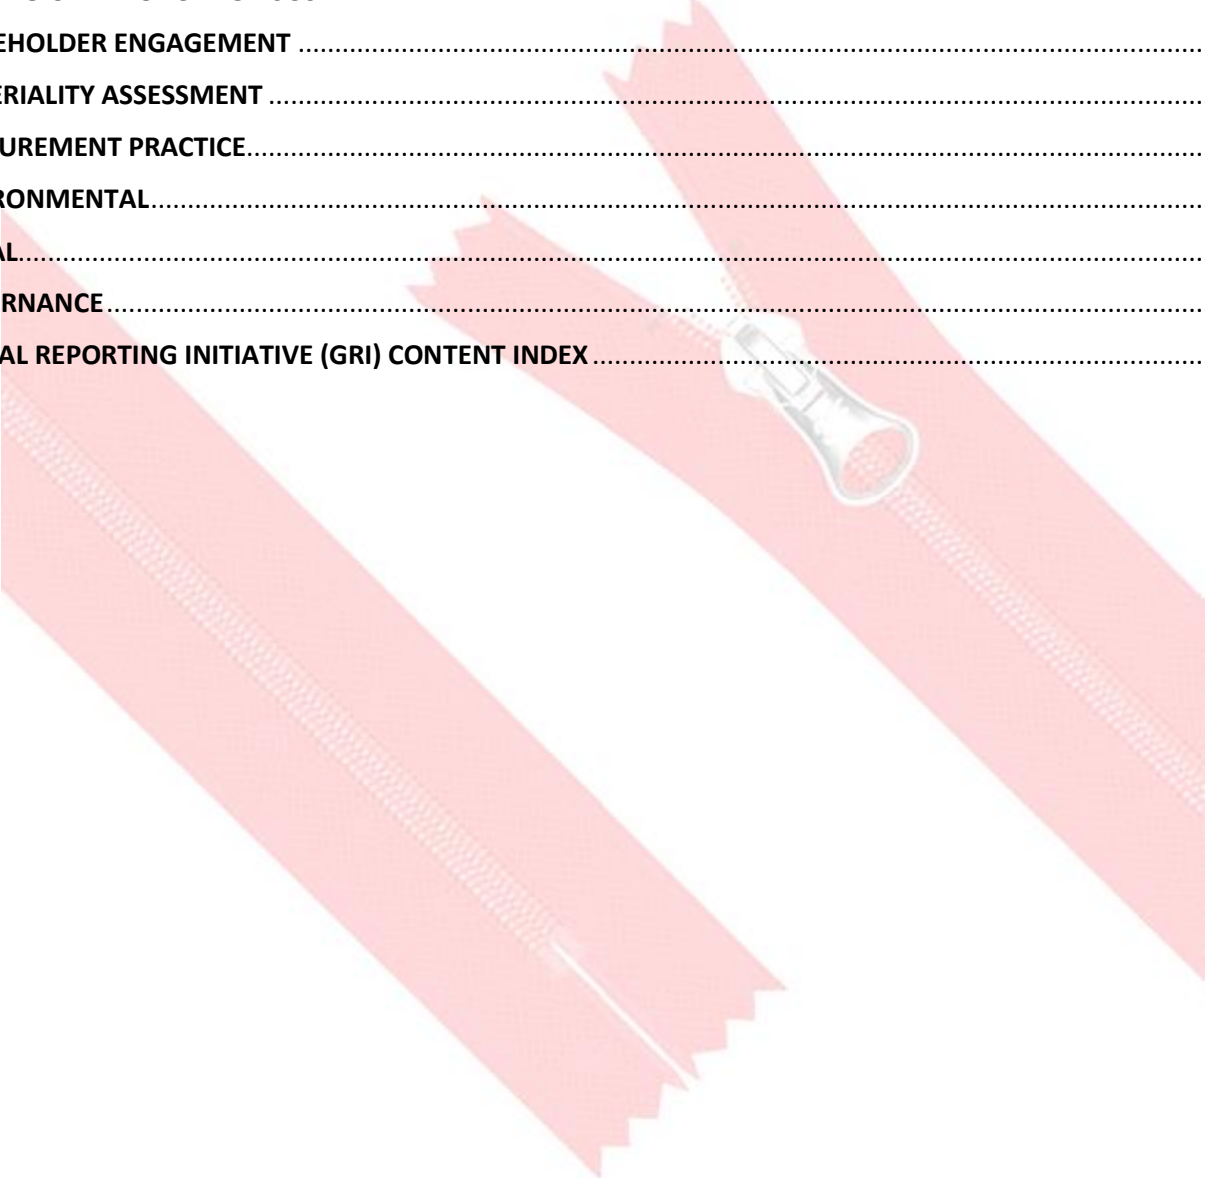 EHOLDER ENGAGEMENT ........................................................................................................................
ERIALITY ASSESSMENT ........................................................................................................................
UREMENT PRACTICE........................................................................................................................
RONMENTAL........................................................................................................................
AL........................................................................................................................
RNANCE........................................................................................................................
AL REPORTING INITIATIVE (GRI) CONTENT INDEX ........................................................................................................................